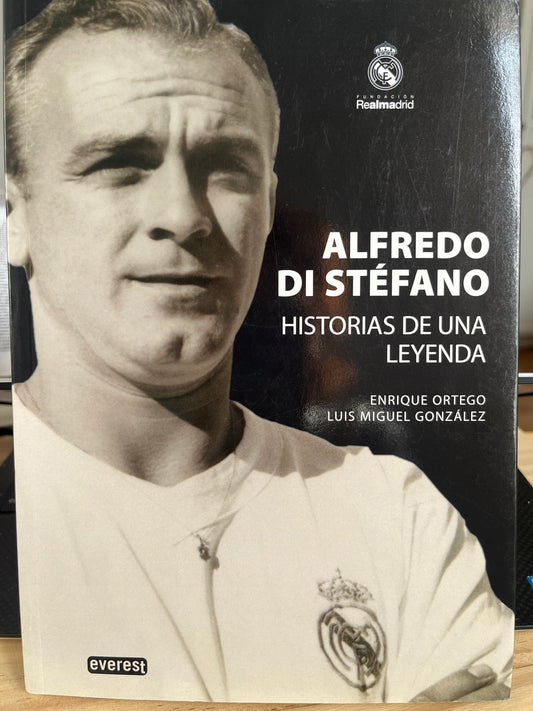 FUNDACIÓN
Realmadrid
ALFREDO
DI STÉFANO
HISTORIAS DE UNA
LEYENDA
ENRIQUE ORTEGO
LUIS MIGUEL GONZÁLEZ
everest